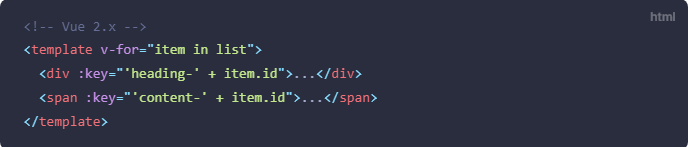 html
<!-- Vue 2.x -->
<template v-for="item in list">
  <div :key="'heading-' + item.id">...</div>
  <span :key="'content-' + item.id">...</span>
</template>